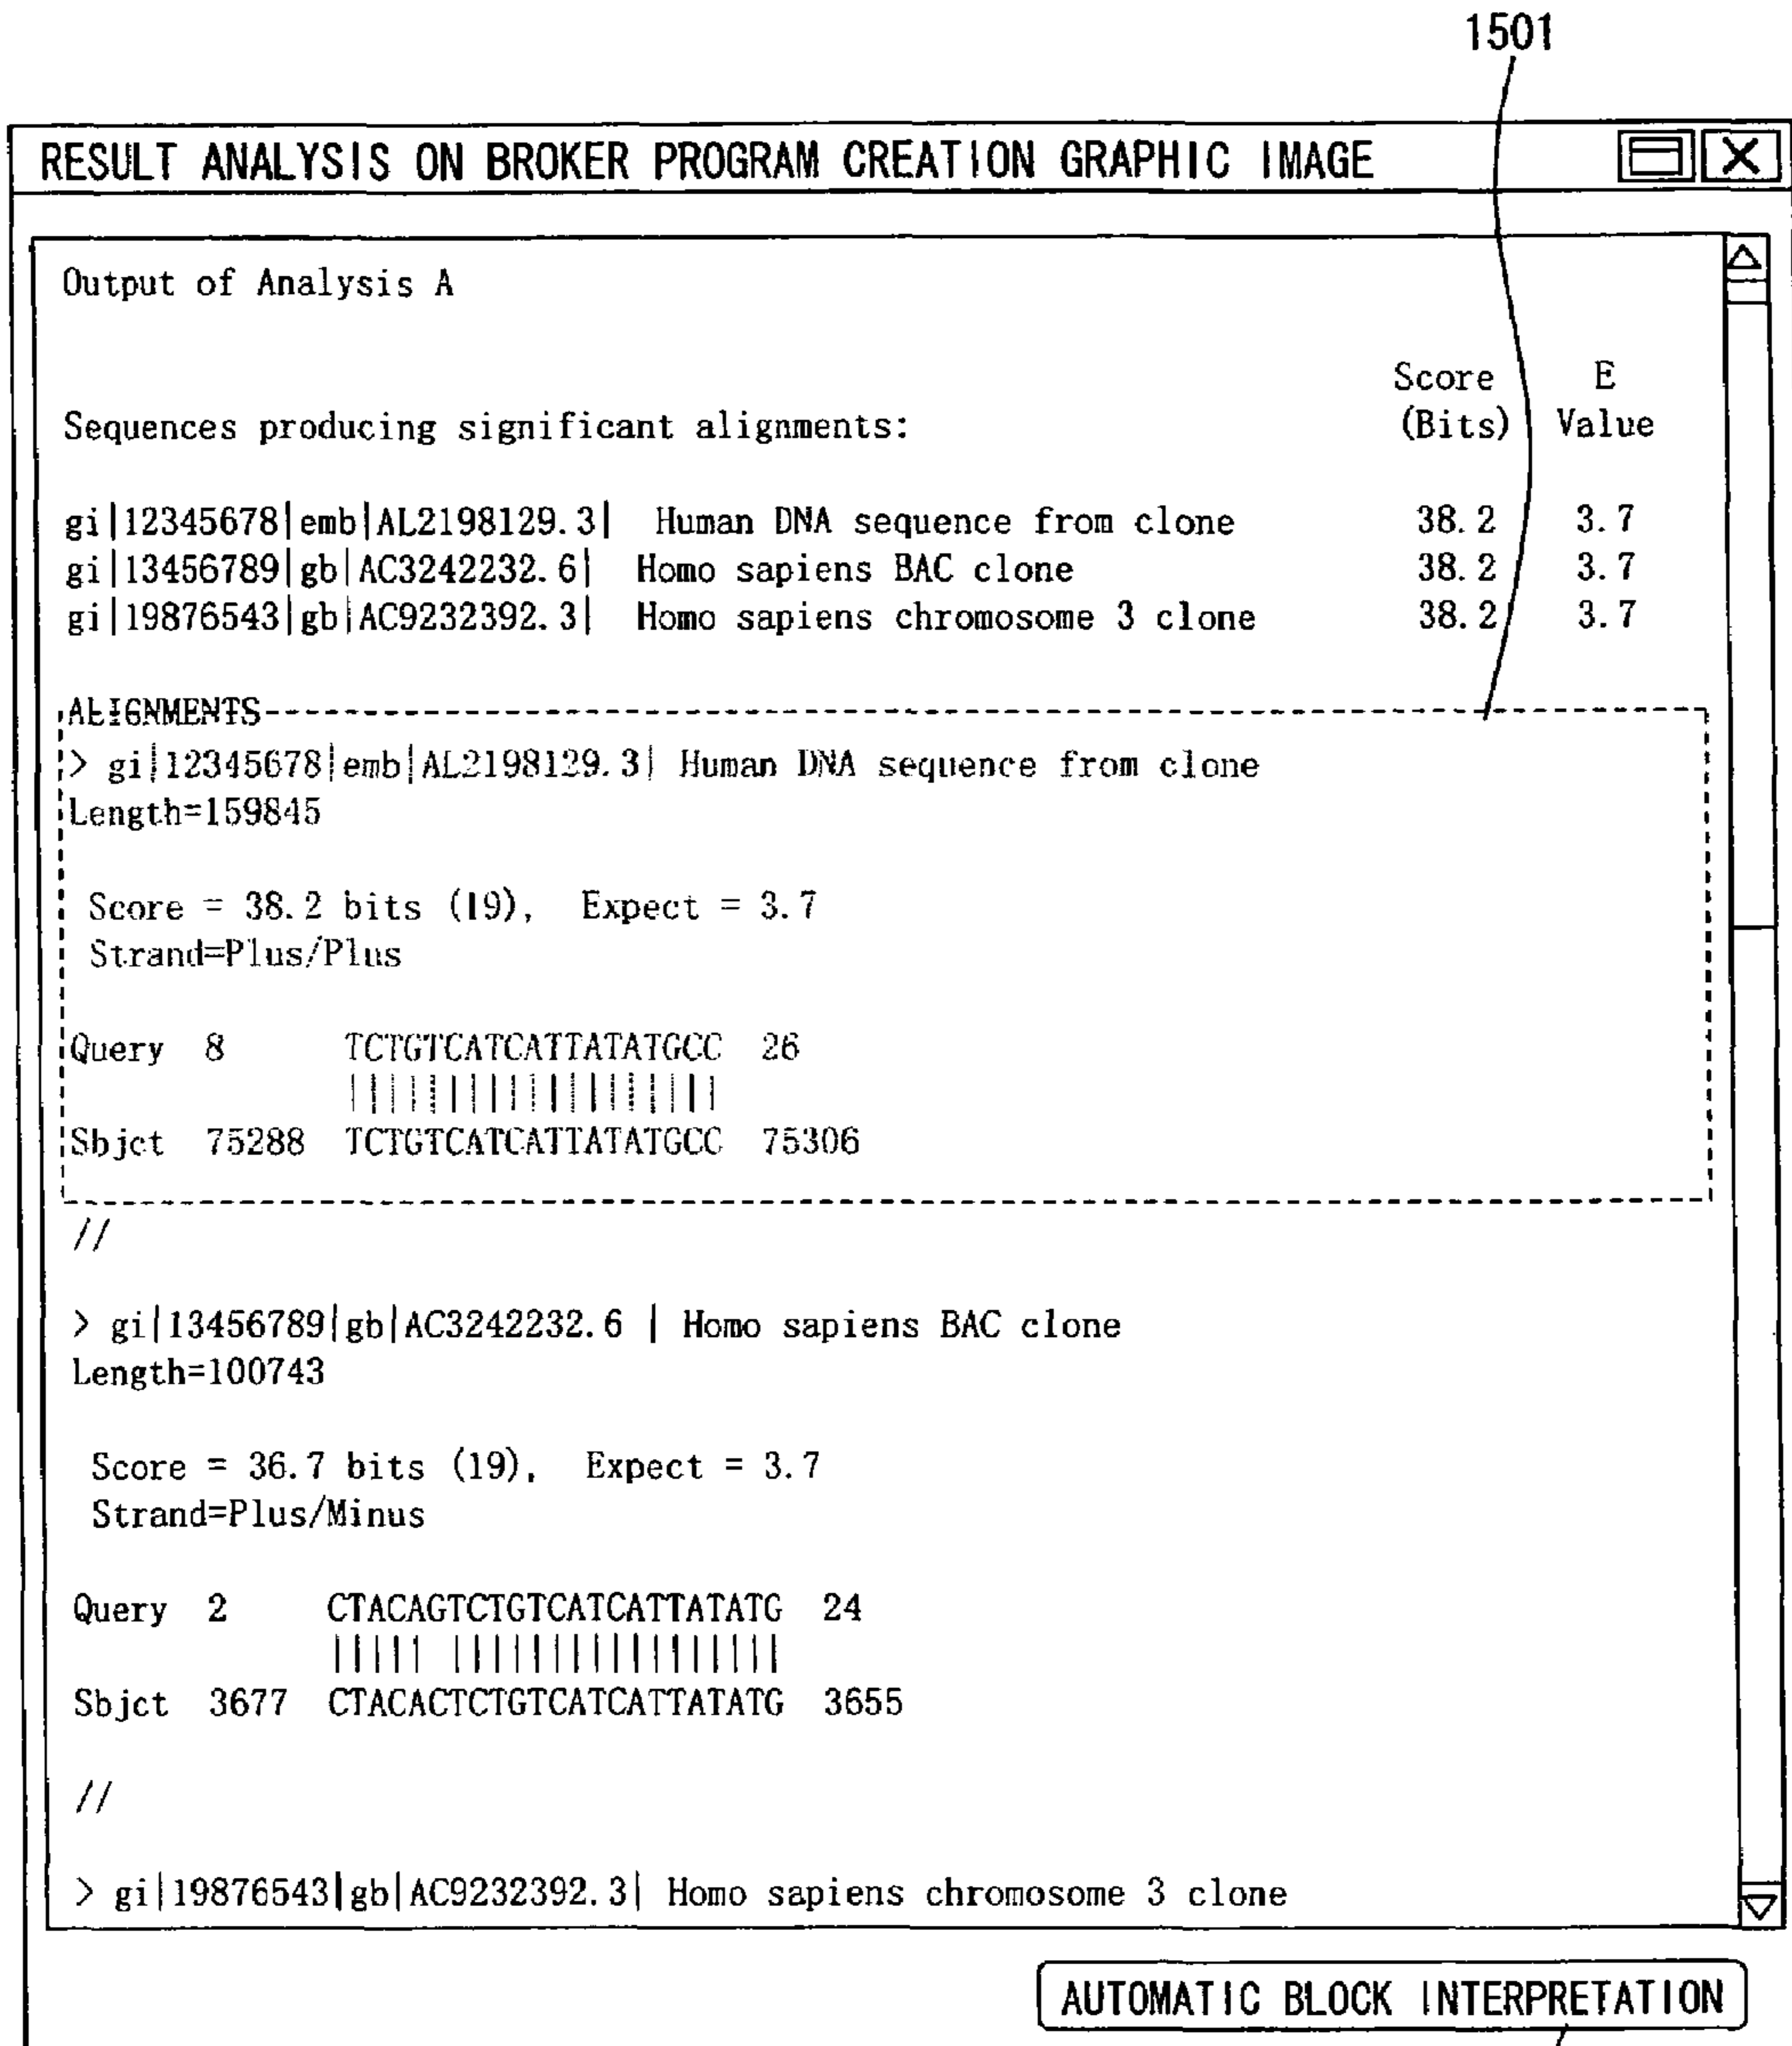 1501
RESULT ANALYSIS ON BROKER PROGRAM CREATION GRAPHIC IMAGE
Output of Analysis A
Score E
Sequences producing significant alignments: (Bits) Value
gi|12345678|emb|AL2198129.3| Human DNA sequence from clone 38.2 3.7
gi|13456789|gb|AC3242232.6| Homo sapiens BAC clone 38.2 3.7
gi|19876543|gb|AC9232392.3| Homo sapiens chromosome 3 clone 38.2 3.7
ALIGNMENTS
> gi|12345678|emb|AL2198129.3| Human DNA sequence from clone
Length=159845
Score = 38.2 bits (19), Expect = 3.7
Strand=Plus/Plus
Query 8 TCTGTCATCATTATATGCC 26
|||||||||||||||||||
Sbjct 75288 TCTGTCATCATTATATGCC 75306
//
> gi|13456789|gb|AC3242232.6 | Homo sapiens BAC clone
Length=100743
Score = 36.7 bits (19), Expect = 3.7
Strand=Plus/Minus
Query 2 CTACAGTCTGTCATCATTATATG 24
||||| |||||||||||||||||
Sbjct 3677 CTACACTCTGTCATCATTATATG 3655
//
> gi|19876543|gb|AC9232392.3| Homo sapiens chromosome 3 clone
AUTOMATIC BLOCK INTERPRETATION